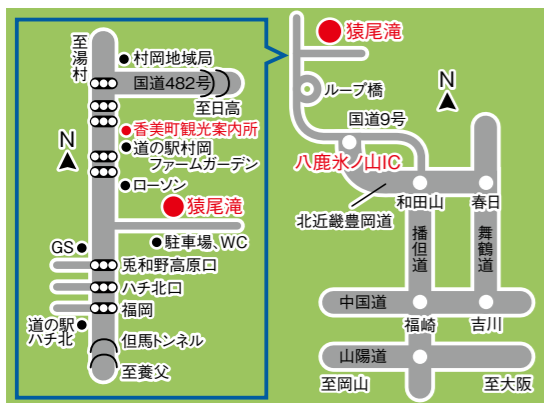 至湯村
村岡地域局
国道482号
至日高
N
香美町観光案内所
道の駅村岡
ファームガーデン
ローソン
猿尾滝
駐車場、WC
GS
兎和野高原口
ハチ北口
福岡
道の駅
ハチ北
但馬トンネル
至養父
猿尾滝
ループ橋
N
国道9号
八鹿氷ノ山IC
和田山
春日
北近畿豊岡道
播但道
舞鶴道
中国道
福崎
吉川
山陽道
至岡山
至大阪